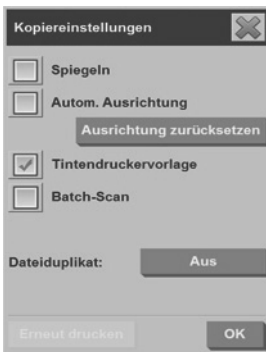 Kopiereinstellungen
Spiegeln
Autom. Ausrichtung
Ausrichtung zurücksetzen
Tintendruckervorlage
Batch-Scan
Dateiduplikat: Aus
Erneut drucken OK